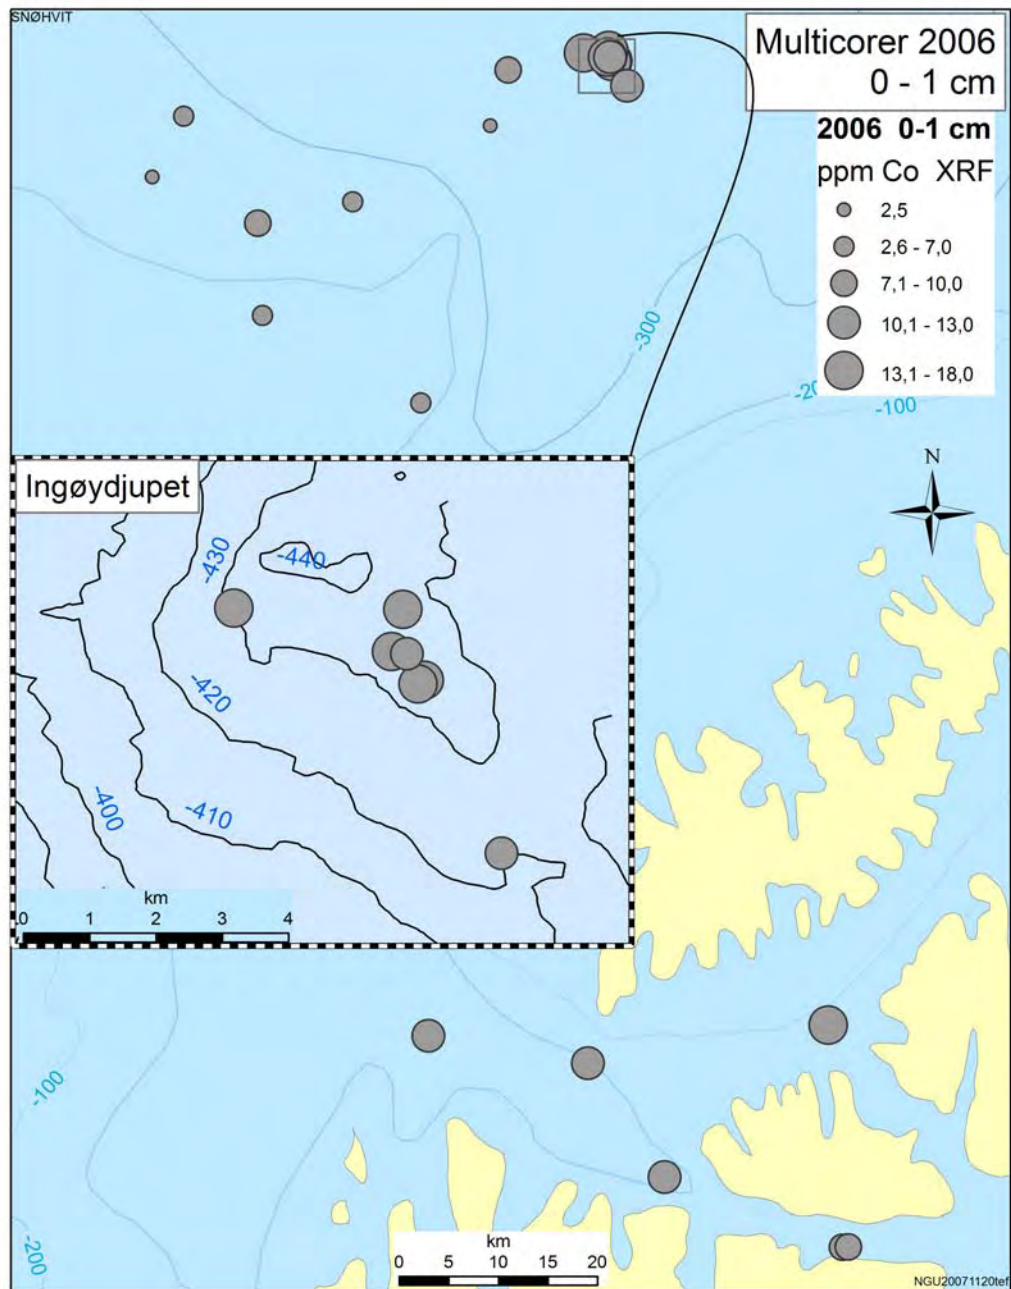 SNØHVIT
Multicorer 2006
0 - 1 cm
2006 0-1 cm
ppm Co XRF
2,5
2,6 - 7,0
7,1 - 10,0
10,1 - 13,0
13,1 - 18,0
-300
-100
N
Ingøydjupet
-430
-440
-420
-400
-410
km
0 1 2 3 4
-100
-200
km
0 5 10 15 20
NGU20071120tef